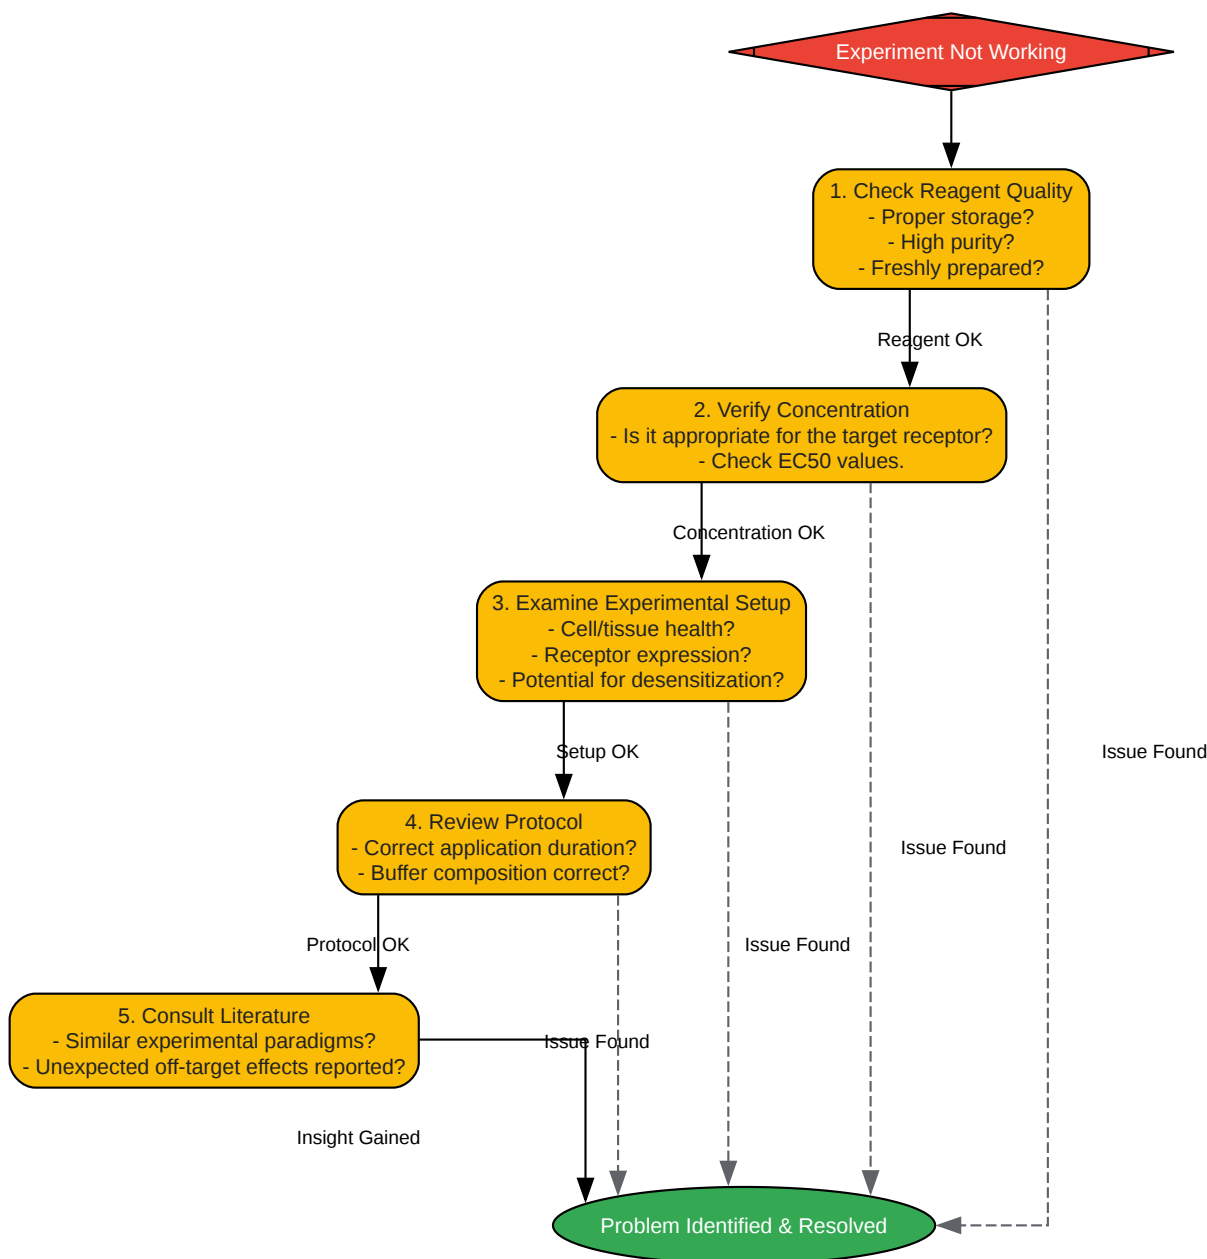 Experiment Not Working
1. Check Reagent Quality
- Proper storage?
- High purity?
- Freshly prepared?
Reagent OK
2. Verify Concentration
- Is it appropriate for the target receptor?
- Check EC50 values.
Concentration OK
3. Examine Experimental Setup
- Cell/tissue health?
- Receptor expression?
- Potential for desensitization?
Setup OK
Issue Found
4. Review Protocol
- Correct application duration?
- Buffer composition correct?
Issue Found
Protocol OK
Issue Found
5. Consult Literature
- Similar experimental paradigms?
- Unexpected off-target effects reported?
Issue Found
Insight Gained
Problem Identified & Resolved